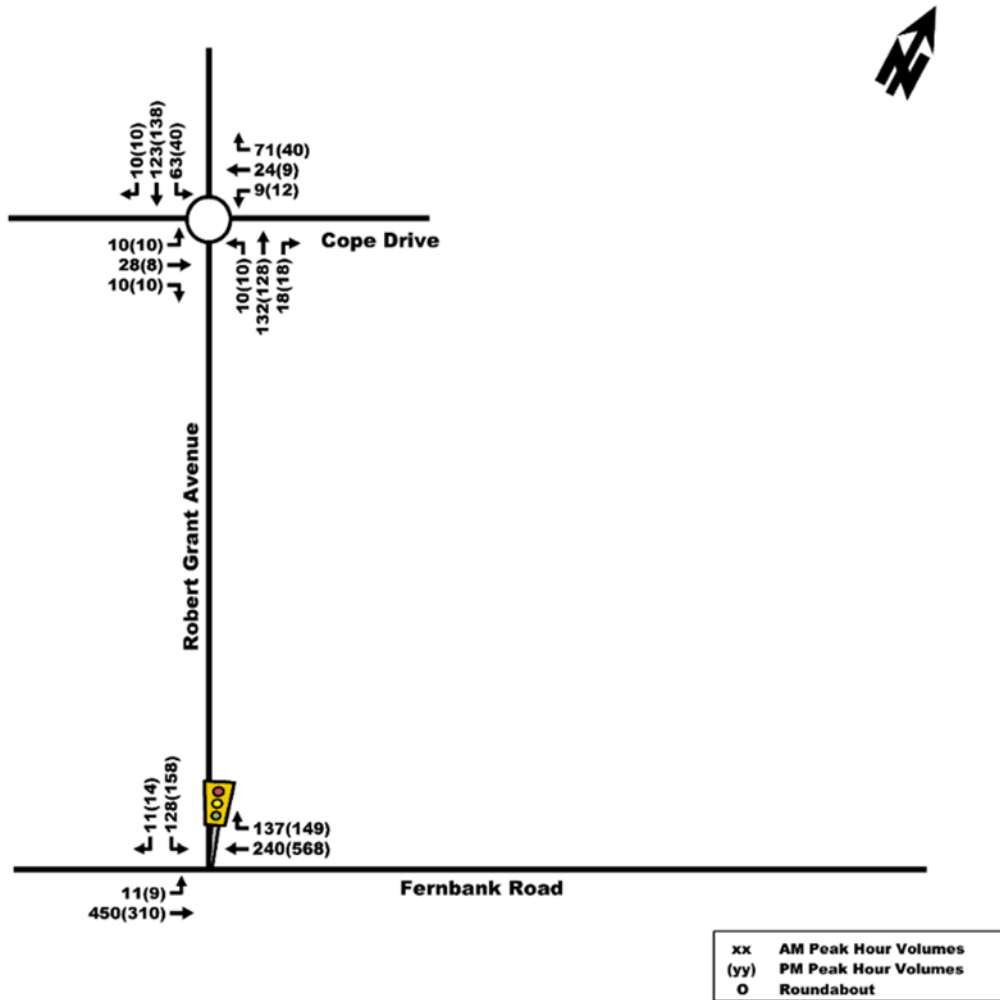 N
10(10)
123(138)
63(40)
71(40)
24(9)
9(12)
10(10)
28(8)
10(10)
Cope Drive
10(10)
132(128)
18(18)
Robert Grant Avenue
11(14)
128(158)
137(149)
240(568)
11(9)
450(310)
Fernbank Road
xx AM Peak Hour Volumes
(yy) PM Peak Hour Volumes
O Roundabout